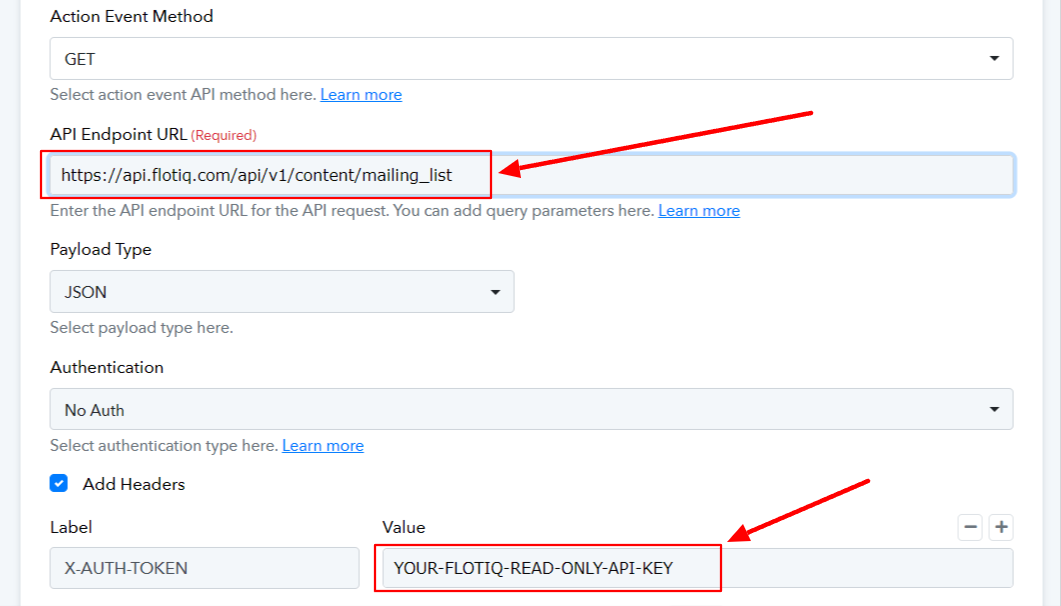 Action Event Method
GET
Select action event API method here. Learn more
API Endpoint URL (Required)
https://api.flotiq.com/api/v1/content/mailing_list
Enter the API endpoint URL for the API request. You can add query parameters here. Learn more
Payload Type
JSON
Select payload type here.
Authentication
No Auth
Select authentication type here. Learn more
Add Headers
Label Value
X-AUTH-TOKEN YOUR-FLOTIQ-READ-ONLY-API-KEY